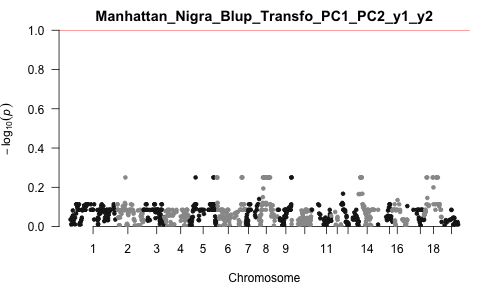 Manhattan_Nigra_Blup_Transfo_PC1_PC2_y1_y2
1.0
0.8
0.6
0.4
0.2
0.0
− log10(p)
1 2 3 4 5 6 7 8 9 11 14 16 18
Chromosome